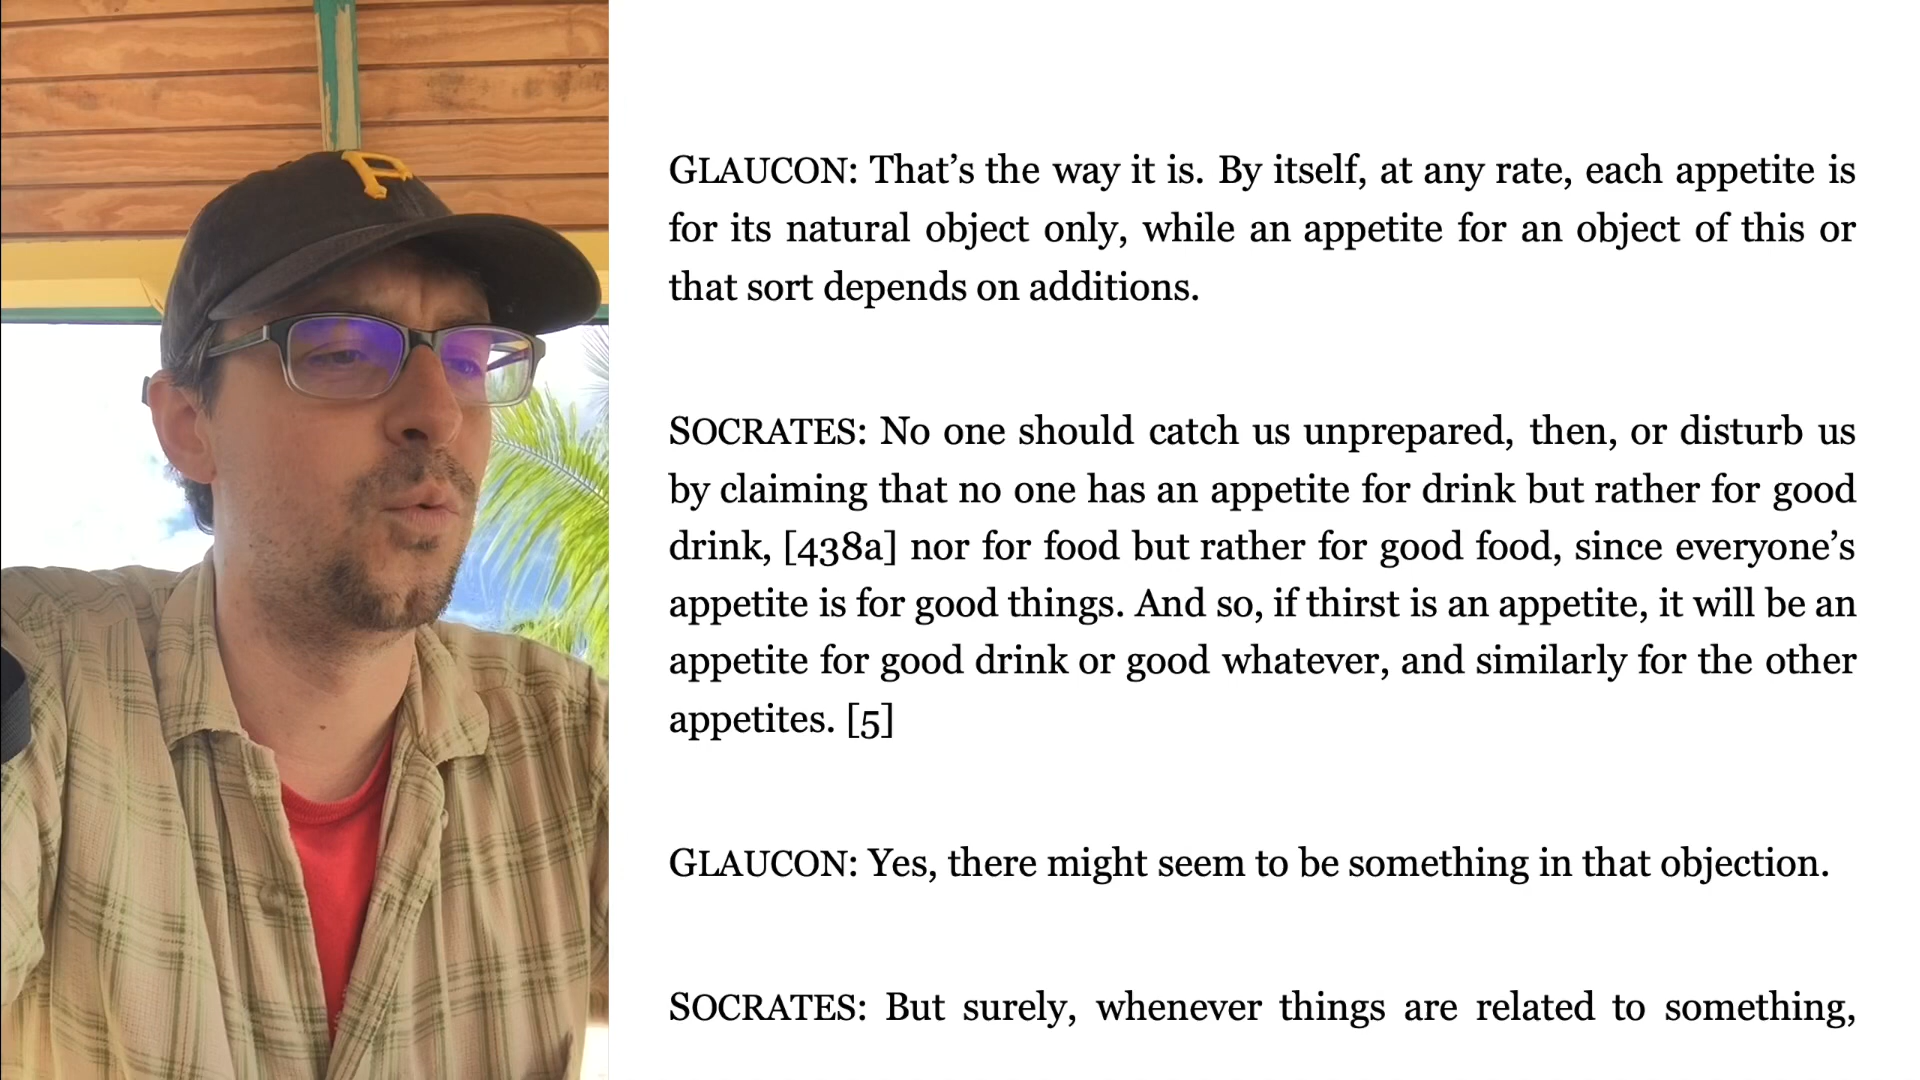 P
GLAUCON: That’s the way it is. By itself, at any rate, each appetite is
for its natural object only, while an appetite for an object of this or
that sort depends on additions.
SOCRATES: No one should catch us unprepared, then, or disturb us
by claiming that no one has an appetite for drink but rather for good
drink, [438a] nor for food but rather for good food, since everyone’s
appetite is for good things. And so, if thirst is an appetite, it will be an
appetite for good drink or good whatever, and similarly for the other
appetites. [5]
GLAUCON: Yes, there might seem to be something in that objection.
SOCRATES: But surely, whenever things are related to something,